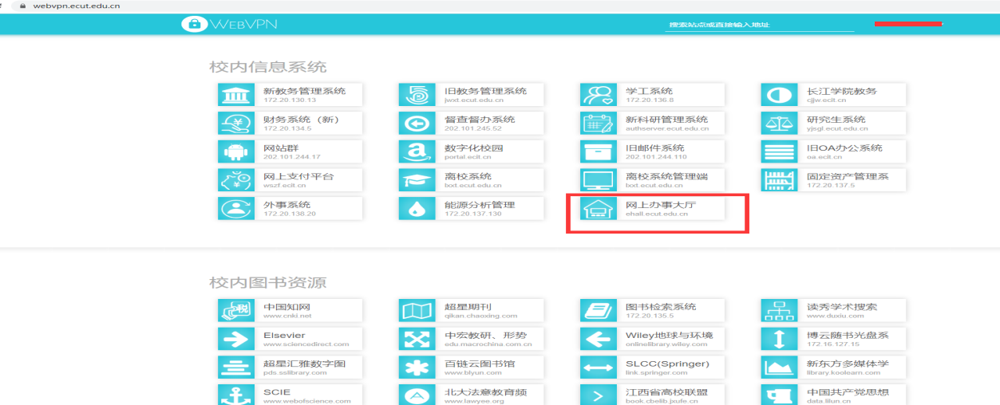 webvpn.ecut.edu.cn
WEBVPN
搜索站点或直接输入地址
校内信息系统
新教务管理系统
172.20.130.13
旧教务管理系统
jwxt.ecut.edu.cn
学工系统
172.20.136.8
长江学院教务
cjjw.ecit.cn
财务系统（新）
172.20.134.5
督查督办系统
202.101.245.52
新科研管理系统
authserver.ecut.edu.cn
研究生系统
yjsgl.ecut.edu.cn
网站群
202.101.244.17
数字化校园
portal.ecit.cn
旧邮件系统
202.101.244.110
旧OA办公系统
oa.ecit.cn
网上支付平台
wszf.ecit.cn
离校系统
lxxt.ecut.edu.cn
离校系统管理端
lxxt.ecut.edu.cn
固定资产管理系
172.20.137.5
外事系统
172.20.138.20
能源分析管理
172.20.137.130
网上办事大厅
ehall.ecut.edu.cn
校内图书资源
税
中国知网
www.cnki.net
超星期刊
qikan.chaoxing.com
图书检索系统
172.20.135.5
读秀学术搜索
www.duxiu.com
Elsevier
www.sciencedirect.com
中宏教研、形势
edu.macrochina.com.cn
Wiley地球与环境
onlinelibrary.wiley.com
博云随书光盘系
172.16.127.15
超星汇雅数字图
pds.sslibrary.com
百链云图书馆
www.blyun.com
SLCC(Springer)
link.springer.com
新东方多媒体学
library.koolearn.com
SCIE
www.webofscience.com
北大法意教育频
www.lawyee.org
江西省高校联盟
book.cbelib.jxufe.cn
中国共产党思想
data.lilun.cn